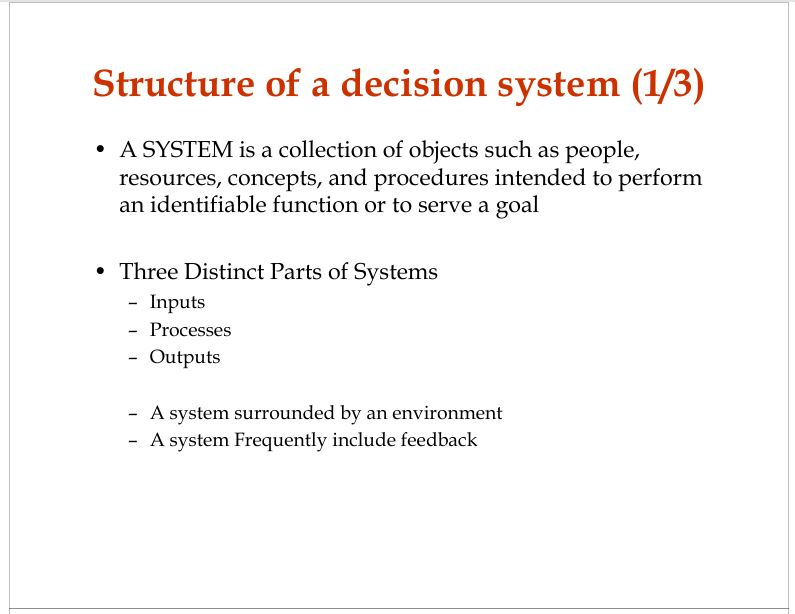 Structure of a decision system (1/3)
• A SYSTEM is a collection of objects such as people,
resources, concepts, and procedures intended to perform
an identifiable function or to serve a goal
• Three Distinct Parts of Systems
– Inputs
– Processes
– Outputs
– A system surrounded by an environment
– A system Frequently include feedback